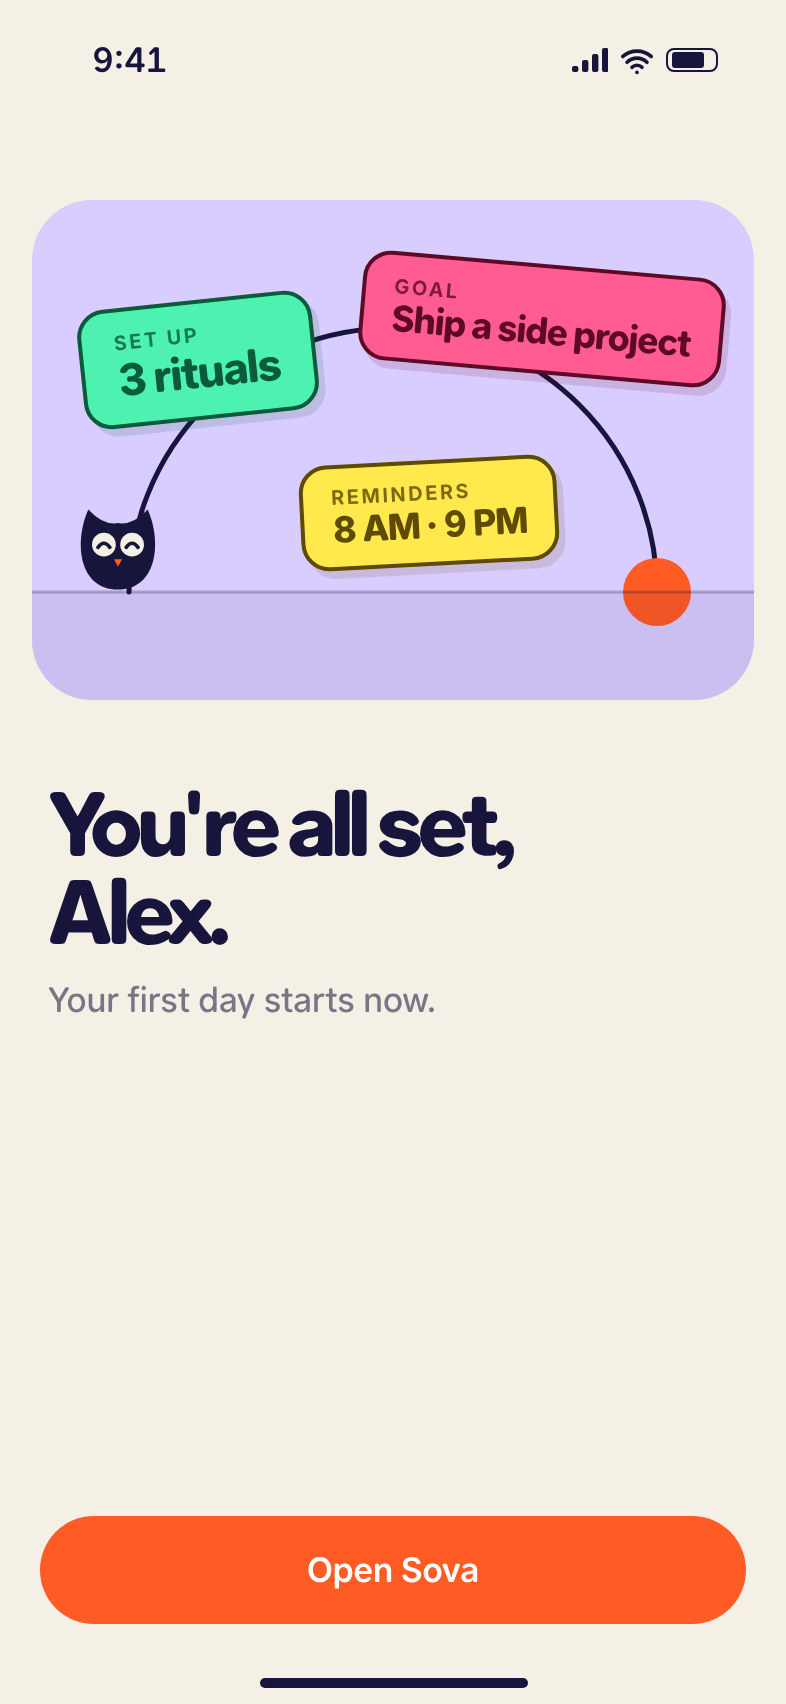 9:41
SET UP
3 rituals
GOAL
Ship a side project
REMINDERS
8 AM · 9 PM
You're all set,
Alex.
Your first day starts now.
Open Sova